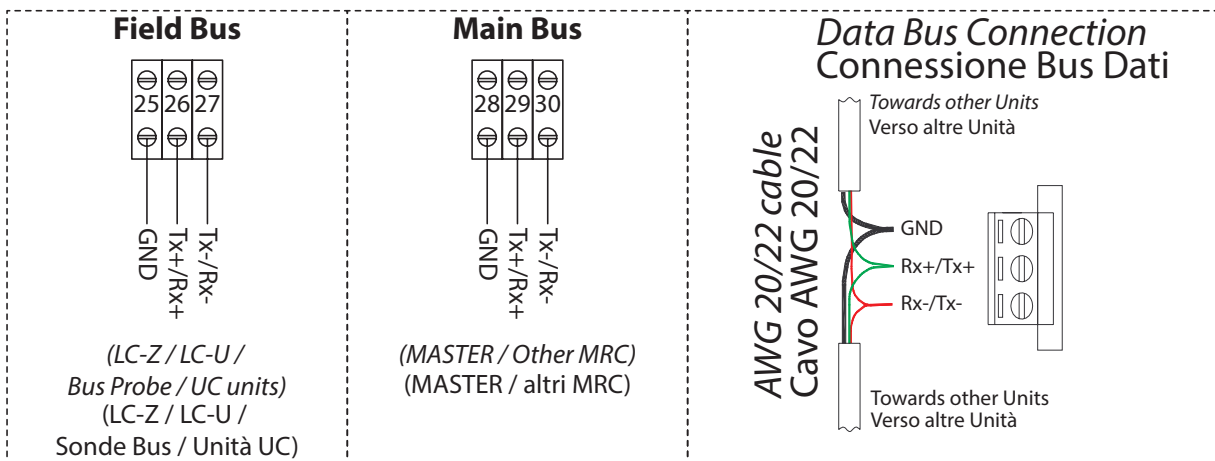 Field Bus
25 26 27
GND
Tx+/Rx+
Tx-/Rx-
(LC-Z / LC-U /
Bus Probe / UC units)
(LC-Z / LC-U /
Sonde Bus / Unità UC)
Main Bus
28 29 30
GND
Tx+/Rx+
Tx-/Rx-
(MASTER / Other MRC)
(MASTER / altri MRC)
Data Bus Connection
Connessione Bus Dati
AWG 20/22 cable
Cavo AWG 20/22
Towards other Units
Verso altre Unità
GND
Rx+/Tx+
Rx-/Tx-
Towards other Units
Verso altre Unità